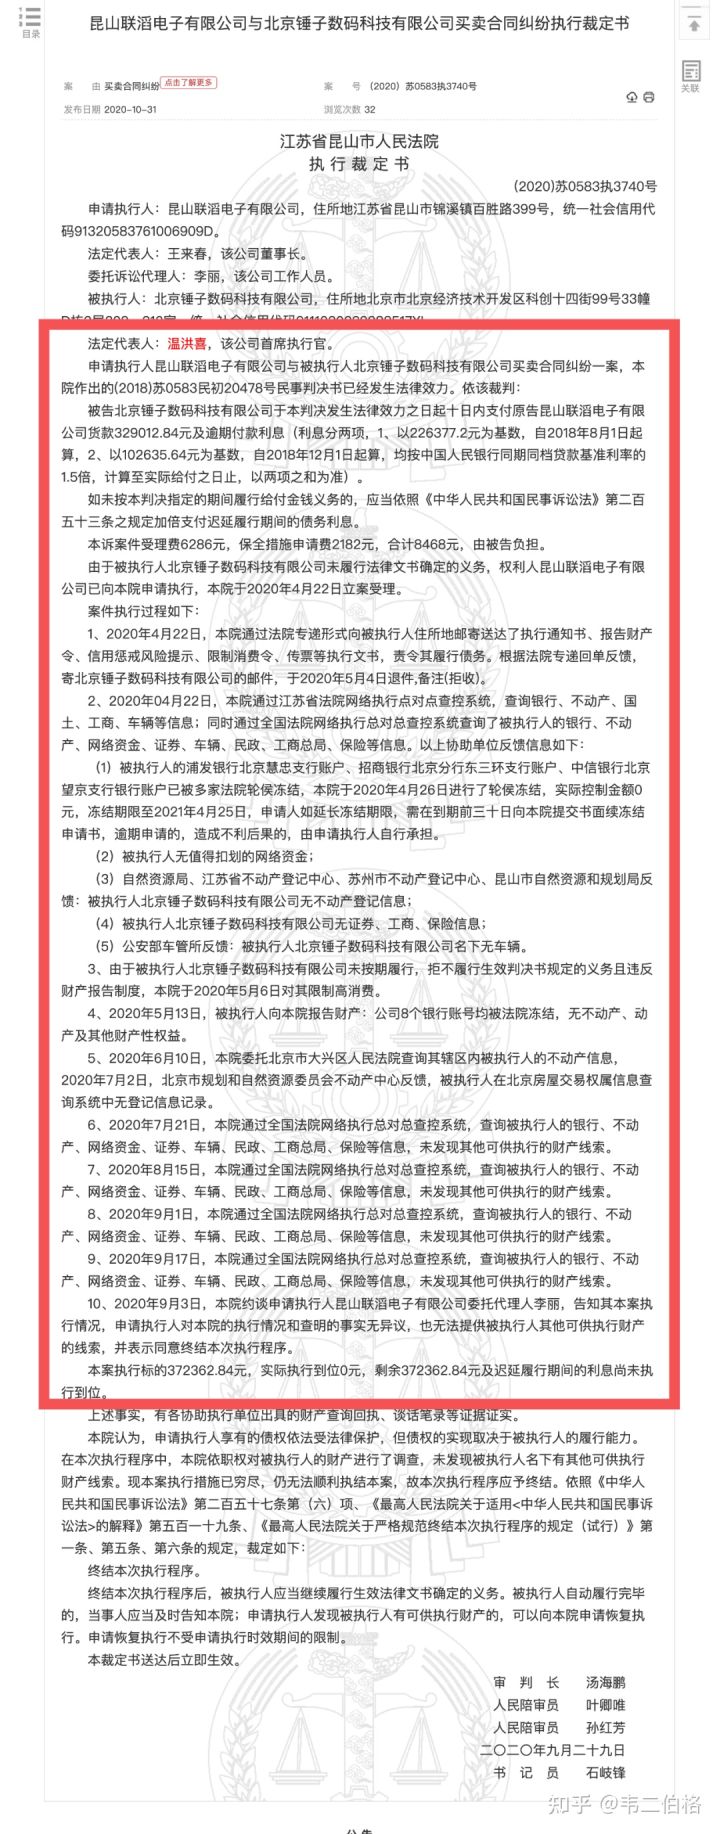 昆山联滔电子有限公司与北京锤子数码科技有限公司买卖合同纠纷执行裁定书
目录
关联
案 由 买卖合同纠纷 点击了解更多
案 号 （2020）苏0583执3740号
发布日期 2020-10-31
浏览次数 32
江苏省昆山市人民法院
执 行 裁 定 书
(2020)苏0583执3740号
申请执行人：昆山联滔电子有限公司，住所地江苏省昆山市锦溪镇百胜路399号，统一社会信用代
码91320583761006909D。
法定代表人：王来春，该公司董事长。
委托诉讼代理人：李丽，该公司工作人员。
被执行人：北京锤子数码科技有限公司，住所地北京市北京经济技术开发区科创十四街99号33幢
法定代表人：温洪喜，该公司首席执行官。
申请执行人昆山联滔电子有限公司与被执行人北京锤子数码科技有限公司买卖合同纠纷一案，本
院作出的(2018)苏0583民初20478号民事判决书已经发生法律效力。依该裁判：
被告北京锤子数码科技有限公司于本判决发生法律效力之日起十日内支付原告昆山联滔电子有限
公司货款329012.84元及逾期付款利息（利息分两项，1、以226377.2元为基数，自2018年8月1日起
算，2、以102635.64元为基数，自2018年12月1日起算，均按中国人民银行同期同档贷款基准利率的
1.5倍，计算至实际给付之日止，以两项之和为准）。
如未按本判决指定的期间履行给付金钱义务的，应当依照《中华人民共和国民事诉讼法》第二百
五十三条之规定加倍支付迟延履行期间的债务利息。
本诉案件受理费6286元，保全措施申请费2182元，合计8468元，由被告负担。
由于被执行人北京锤子数码科技有限公司未履行法律文书确定的义务，权利人昆山联滔电子有限
公司已向本院申请执行，本院于2020年4月22日立案受理。
案件执行过程如下：
1、2020年4月22日，本院通过法院专递形式向被执行人住所地邮寄送达了执行通知书、报告财产
令、信用惩戒风险提示、限制消费令、传票等执行文书，责令其履行债务。根据法院专递回单反馈，
寄北京锤子数码科技有限公司的邮件，于2020年5月4日退件,备注(拒收)。
2、2020年04月22日，本院通过江苏省法院网络执行点对点查控系统，查询银行、不动产、国
土、工商、车辆等信息；同时通过全国法院网络执行总对总查控系统查询了被执行人的银行、不动
产、网络资金、证券、车辆、民政、工商总局、保险等信息。以上协助单位反馈信息如下：
（1）被执行人的浦发银行北京慧忠支行账户、招商银行北京分行东三环支行账户、中信银行北京
望京支行银行账户已被多家法院轮侯冻结，本院于2020年4月26日进行了轮侯冻结，实际控制金额0
元，冻结期限至2021年4月25日，申请人如延长冻结期限，需在到期前三十日向本院提交书面续冻结
申请书，逾期申请的，造成不利后果的，由申请执行人自行承担。
（2）被执行人无值得扣划的网络资金；
（3）自然资源局、江苏省不动产登记中心、苏州市不动产登记中心、昆山市自然资源和规划局反
馈：被执行人北京锤子数码科技有限公司无不动产登记信息；
（4）被执行人北京锤子数码科技有限公司无证券、工商、保险信息；
（5）公安部车管所反馈：被执行人北京锤子数码科技有限公司名下无车辆。
3、由于被执行人北京锤子数码科技有限公司未按期履行，拒不履行生效判决书规定的义务且违反
财产报告制度，本院于2020年5月6日对其限制高消费。
4、2020年5月13日，被执行人向本院报告财产：公司8个银行账号均被法院冻结，无不动产、动
产及其他财产性权益。
5、2020年6月10日，本院委托北京市大兴区人民法院查询其辖区内被执行人的不动产信息，
2020年7月2日，北京市规划和自然资源委员会不动产中心反馈，被执行人在北京房屋交易权属信息查
询系统中无登记信息记录。
6、2020年7月21日，本院通过全国法院网络执行总对总查控系统，查询被执行人的银行、不动
产、网络资金、证券、车辆、民政、工商总局、保险等信息，未发现其他可供执行的财产线索。
7、2020年8月15日，本院通过全国法院网络执行总对总查控系统，查询被执行人的银行、不动
产、网络资金、证券、车辆、民政、工商总局、保险等信息，未发现其他可供执行的财产线索。
8、2020年9月1日，本院通过全国法院网络执行总对总查控系统，查询被执行人的银行、不动
产、网络资金、证券、车辆、民政、工商总局、保险等信息，未发现其他可供执行的财产线索。
9、2020年9月17日，本院通过全国法院网络执行总对总查控系统，查询被执行人的银行、不动
产、网络资金、证券、车辆、民政、工商总局、保险等信息，未发现其他可供执行的财产线索。
10、2020年9月3日，本院约谈申请执行人昆山联滔电子有限公司委托代理人李丽，告知其本案执
行情况，申请执行人对本院的执行情况和查明的事实无异议，也无法提供被执行人其他可供执行财产
的线索，并表示同意终结本次执行程序。
本案执行标的372362.84元，实际执行到位0元，剩余372362.84元及迟延履行期间的利息尚未执
行到位。
上述事实，有各协助执行单位出具的财产查询回执、谈话笔录等证据证实。
本院认为，申请执行人享有的债权依法受法律保护，但债权的实现取决于被执行人的履行能力。
在本次执行程序中，本院依职权对被执行人的财产进行了调查，未发现被执行人名下有其他可供执行
财产线索。现本案执行措施已穷尽，仍无法顺利执结本案，故本次执行程序应予终结。依照《中华人
民共和国民事诉讼法》第二百五十七条第（六）项、《最高人民法院关于适用<中华人民共和国民事诉
讼法>的解释》第五百一十九条、《最高人民法院关于严格规范终结本次执行程序的规定（试行）》第
一条、第五条、第六条的规定，裁定如下：
终结本次执行程序。
终结本次执行程序后，被执行人应当继续履行生效法律文书确定的义务。被执行人自动履行完毕
的，当事人应当及时告知本院；申请执行人发现被执行人有可供执行财产的，可以向本院申请恢复执
行。申请恢复执行不受申请执行时效期间的限制。
本裁定书送达后立即生效。
审 判 长 汤海鹏
人民陪审员 叶卿唯
人民陪审员 孙红芳
二〇二〇年九月二十九日
书 记 员 石岐锋
知乎 @韦二伯格